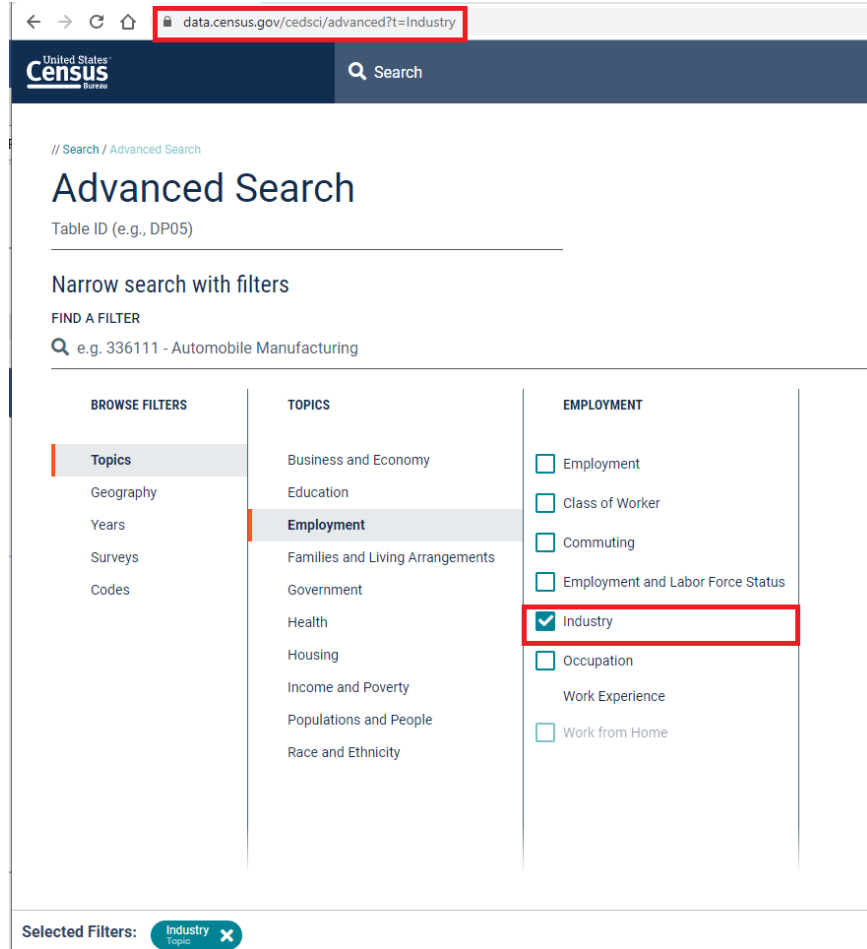 data.census.gov/cedsci/advanced?t=Industry
United States®
Census
Bureau
Search
// Search / Advanced Search
Advanced Search
Table ID (e.g., DP05)
Narrow search with filters
FIND A FILTER
e.g. 336111 - Automobile Manufacturing
BROWSE FILTERS
Topics
Geography
Years
Surveys
Codes
TOPICS
Business and Economy
Education
Employment
Families and Living Arrangements
Government
Health
Housing
Income and Poverty
Populations and People
Race and Ethnicity
EMPLOYMENT
Employment
Class of Worker
Commuting
Employment and Labor Force Status
Industry
Occupation
Work Experience
Work from Home
Selected Filters:
Industry
Topic